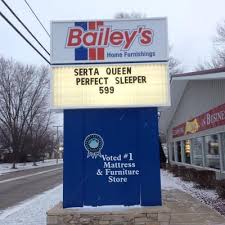 Bailey's
Home Furnishings
SERTA QUEEN
PERFECT SLEEPER
599
Voted #1
Mattress
& Furniture
Store